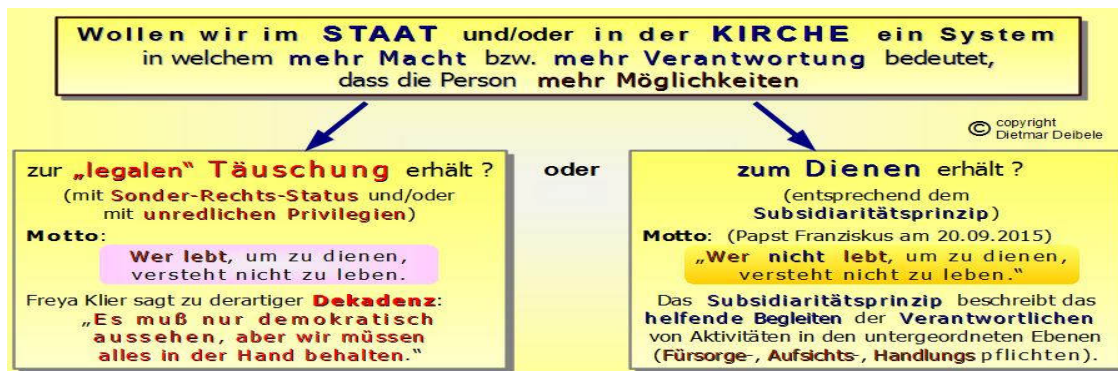 Wollen wir im STAAT und/oder in der KIRCHE ein System
in welchem mehr Macht bzw. mehr Verantwortung bedeutet,
dass die Person mehr Möglichkeiten
© copyright
Dietmar Deibele
zur „legalen“ Täuschung erhält ?
(mit Sonder-Rechts-Status und/oder
mit unredlichen Privilegien)
Motto:
Wer lebt, um zu dienen,
versteht nicht zu leben.
Freya Klier sagt zu derartiger Dekadenz:
„Es muß nur demokratisch
aussehen, aber wir müssen
alles in der Hand behalten.“
oder
zum Dienen erhält ?
(entsprechend dem
Subsidiaritätsprinzip)
Motto: (Papst Franziskus am 20.09.2015)
„Wer nicht lebt, um zu dienen,
versteht nicht zu leben.“
Das Subsidiaritätsprinzip beschreibt das
helfende Begleiten der Verantwortlichen
von Aktivitäten in den untergeordneten Ebenen
(Fürsorge-, Aufsichts-, Handlungspflichten).